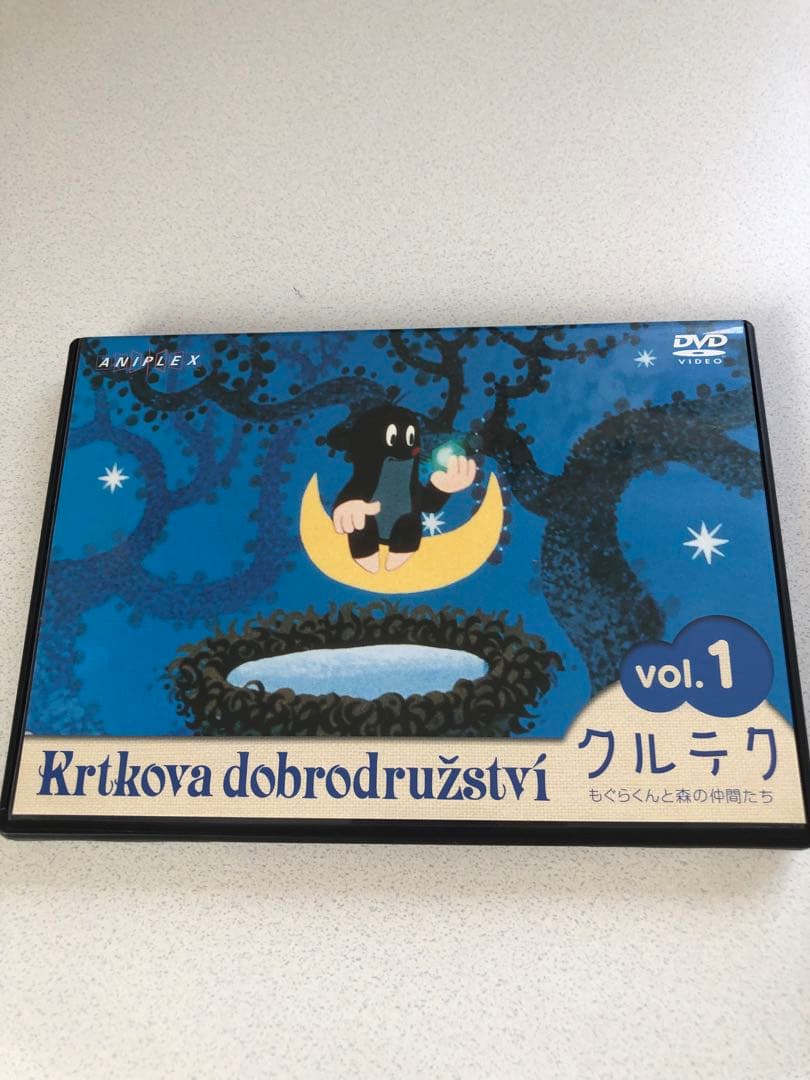 ANIPLEX
DVD
VIDEO
vol.1
Krtkova dobrodružství
クルテク
もぐらくんと森の仲間たち